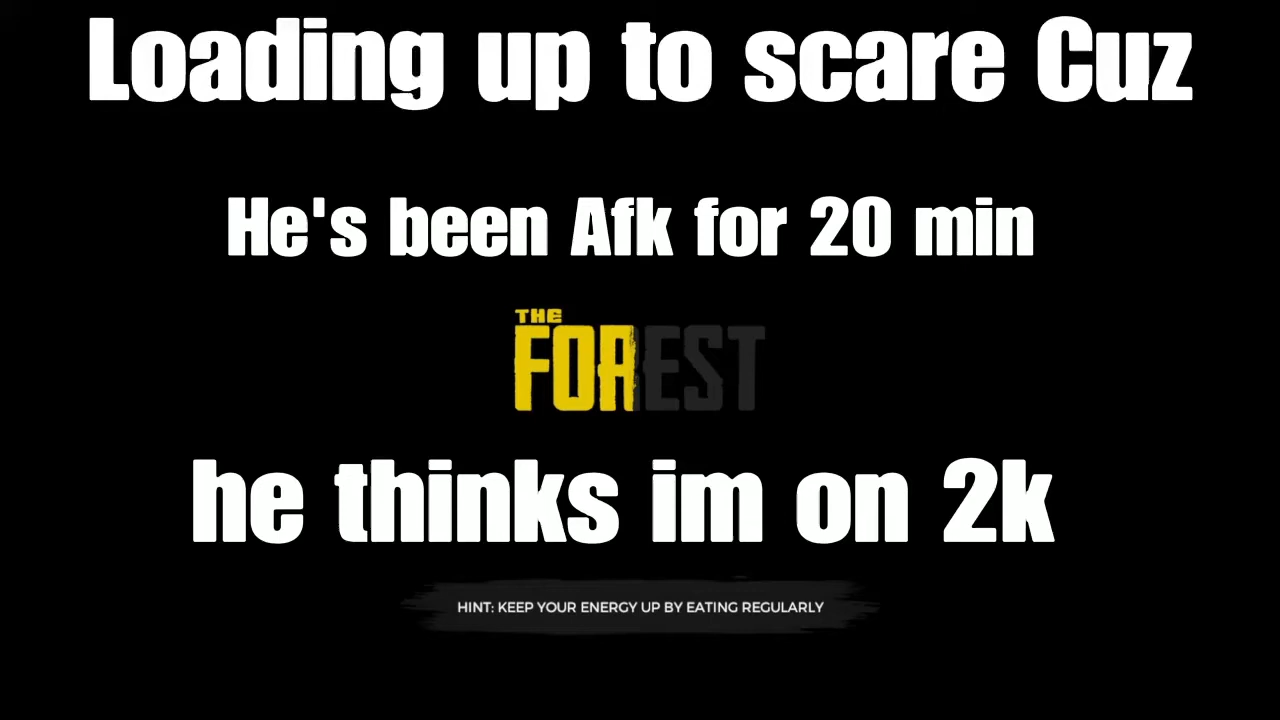 Loading up to scare Cuz
He's been Afk for 20 min
THE
FOREST
he thinks im on 2k
HINT: KEEP YOUR ENERGY UP BY EATING REGULARLY